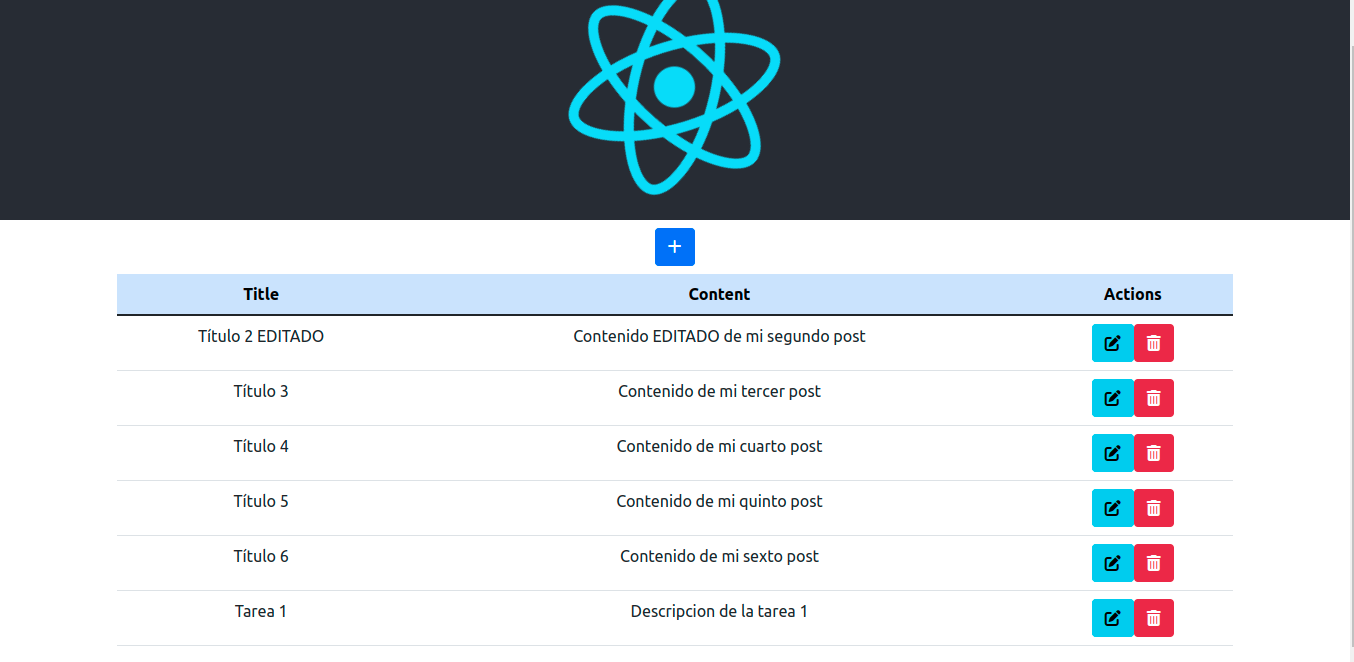 +
Title Content Actions
Título 2 EDITADO Contenido EDITADO de mi segundo post
Título 3 Contenido de mi tercer post
Título 4 Contenido de mi cuarto post
Título 5 Contenido de mi quinto post
Título 6 Contenido de mi sexto post
Tarea 1 Descripcion de la tarea 1